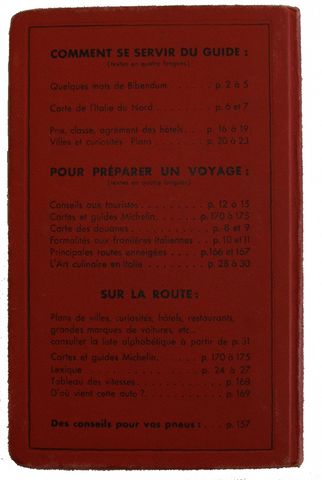 COMMENT SE SERVIR DU GUIDE :
(textes en quatre langues)
Quelques mots de Bibendum . . . . . . p. 2 à 5
Carte de l'Italie du Nord . . . . . . . p. 6 et 7
Prix, classe, agrément des hôtels . . p. 16 à 19
Villes et curiosités Plans . . . . . p. 20 à 23
POUR PRÉPARER UN VOYAGE :
(textes en quatre langues)
Conseils aux touristes . . . . . . . p. 12 à 15
Cartes et guides Michelin . . . . . . p. 170 à 175
Carte des douanes . . . . . . . . . p. 8 et 9
Formalités aux frontières italiennes . . p. 10 et 11
Principales routes enneigées . . . . p. 166 et 167
L'Art culinaire en Italie . . . . . . p. 28 à 30
SUR LA ROUTE :
Plans de villes, curiosités, hôtels, restaurants,
grandes marques de voitures, etc...
consulter la liste alphabétique à partir de p. 31
Cartes et guides Michelin . . . . . . p. 170 à 175
Lexique . . . . . . . . . . . . . p. 24 à 27
Tableau des vitesses . . . . . . . . . p. 168
D'où vient cette auto ? . . . . . . . . p. 169
Des conseils pour vos pneus : . . . p. 157